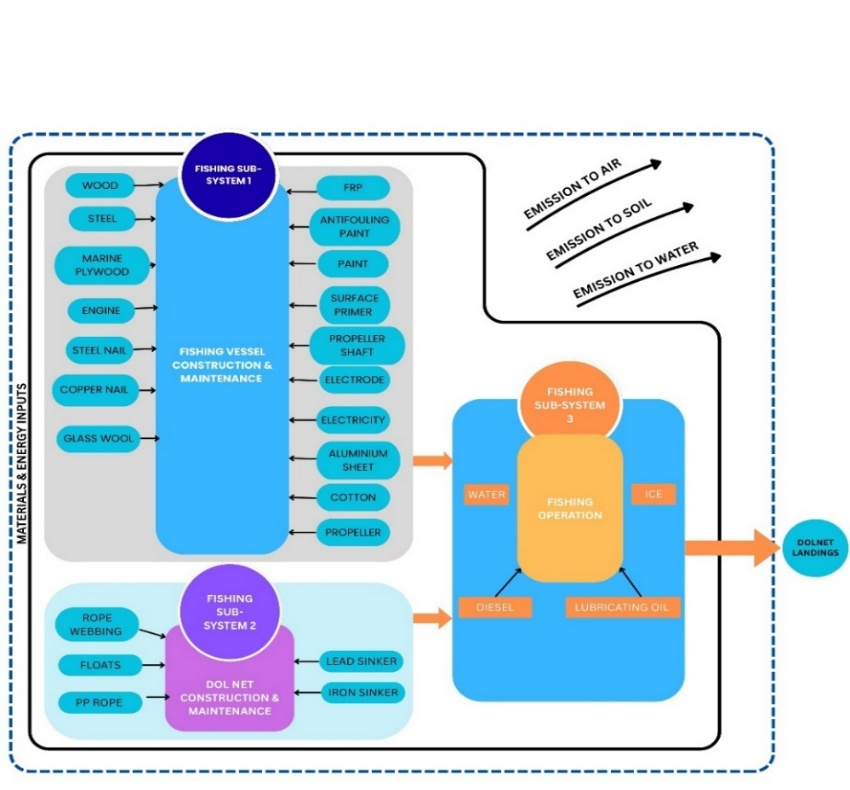 MATERIALS & ENERGY INPUTS
FISHING SUB-
SYSTEM 1
WOOD
STEEL
MARINE
PLYWOOD
ENGINE
STEEL NAIL
COPPER NAIL
GLASS WOOL
FISHING VESSEL
CONSTRUCTION &
MAINTENANCE
FRP
ANTIFOULING
PAINT
PAINT
SURFACE
PRIMER
PROPELLER
SHAFT
ELECTRODE
ELECTRICITY
ALUMINIUM
SHEET
COTTON
PROPELLER
FISHING
SUB-
SYSTEM 2
ROPE
WEBBING
FLOATS
PP ROPE
DOL NET
CONSTRUCTION &
MAINTENANCE
LEAD SINKER
IRON SINKER
EMISSION TO AIR
EMISSION TO SOIL
EMISSION TO WATER
FISHING
SUB-SYSTEM
3
WATER
FISHING
OPERATION
ICE
DIESEL
LUBRICATING OIL
DOLNET
LANDINGS